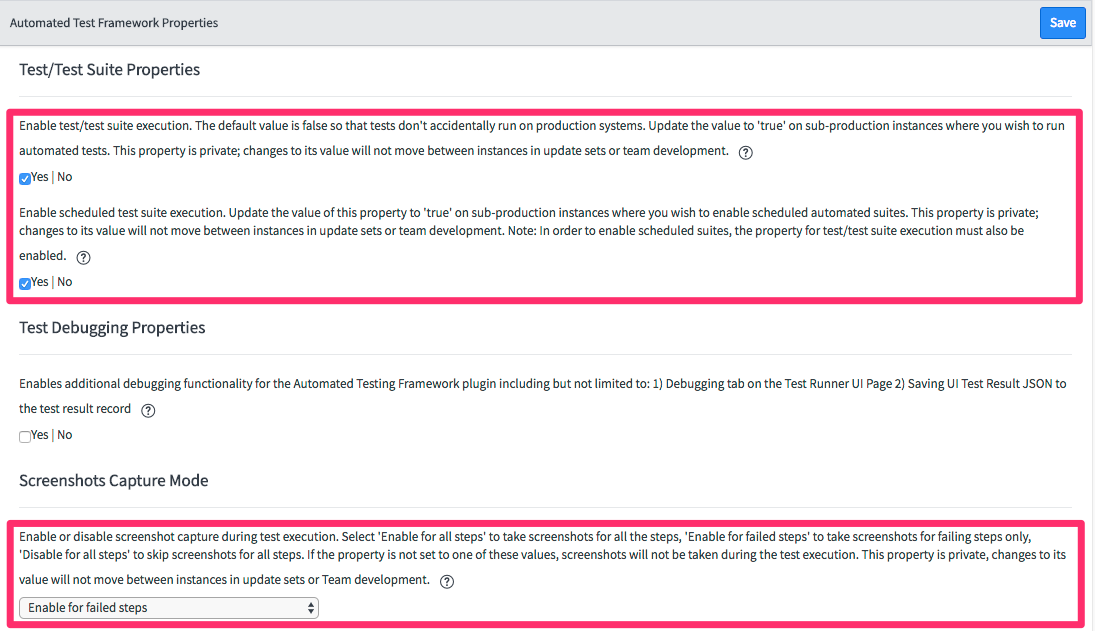 Automated Test Framework Properties
Save
Test/Test Suite Properties
Enable test/test suite execution. The default value is false so that tests don't accidentally run on production systems. Update the value to 'true' on sub-production instances where you wish to run
automated tests. This property is private; changes to its value will not move between instances in update sets or team development. ?
Yes | No
Enable scheduled test suite execution. Update the value of this property to 'true' on sub-production instances where you wish to enable scheduled automated suites. This property is private;
changes to its value will not move between instances in update sets or team development. Note: In order to enable scheduled suites, the property for test/test suite execution must also be
enabled. ?
Yes | No
Test Debugging Properties
Enables additional debugging functionality for the Automated Testing Framework plugin including but not limited to: 1) Debugging tab on the Test Runner UI Page 2) Saving UI Test Result JSON to
the test result record ?
Yes | No
Screenshots Capture Mode
Enable or disable screenshot capture during test execution. Select 'Enable for all steps' to take screenshots for all the steps, 'Enable for failed steps' to take screenshots for failing steps only,
'Disable for all steps' to skip screenshots for all steps. If the property is not set to one of these values, screenshots will not be taken during the test execution. This property is private, changes to its
value will not move between instances in update sets or Team development. ?
Enable for failed steps